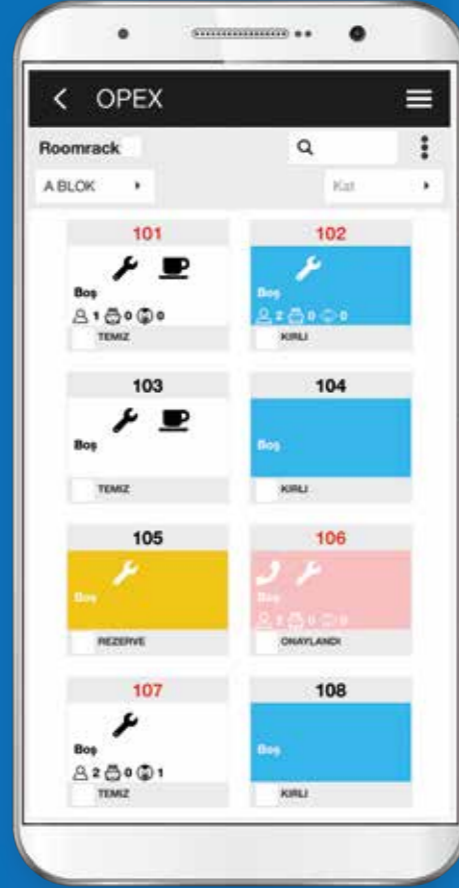 OPEX
Roomrack
A BLOK Kat
101 102
Boş Boş
1 0 0 2 0 0
TEMIZ KIRLI
103 104
Boş Boş
TEMIZ KIRLI
105 106
Boş Boş
0 0
REZERVE ONAYLANDI
107 108
Boş Boş
2 0 1
TEMIZ KIRLI